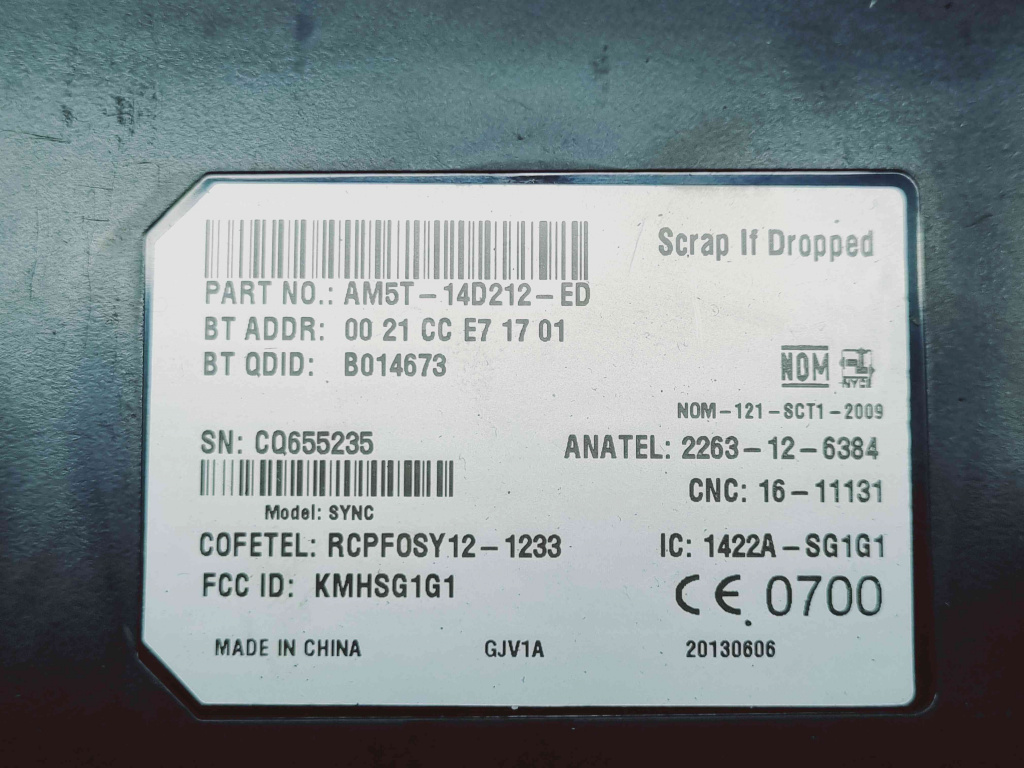 Scrap If Dropped
PART NO.: AM5T-14D212-ED
BT ADDR: 00 21 CC E7 17 01
BT QDID: B014673
NOM NYCE
NOM-121-SCT1-2009
SN: CQ655235
ANATEL: 2263-12-6384
CNC: 16-11131
Model: SYNC
COFETEL: RCPFOSY12-1233
IC: 1422A-SG1G1
FCC ID: KMHSG1G1
CE 0700
MADE IN CHINA
GJV1A
20130606